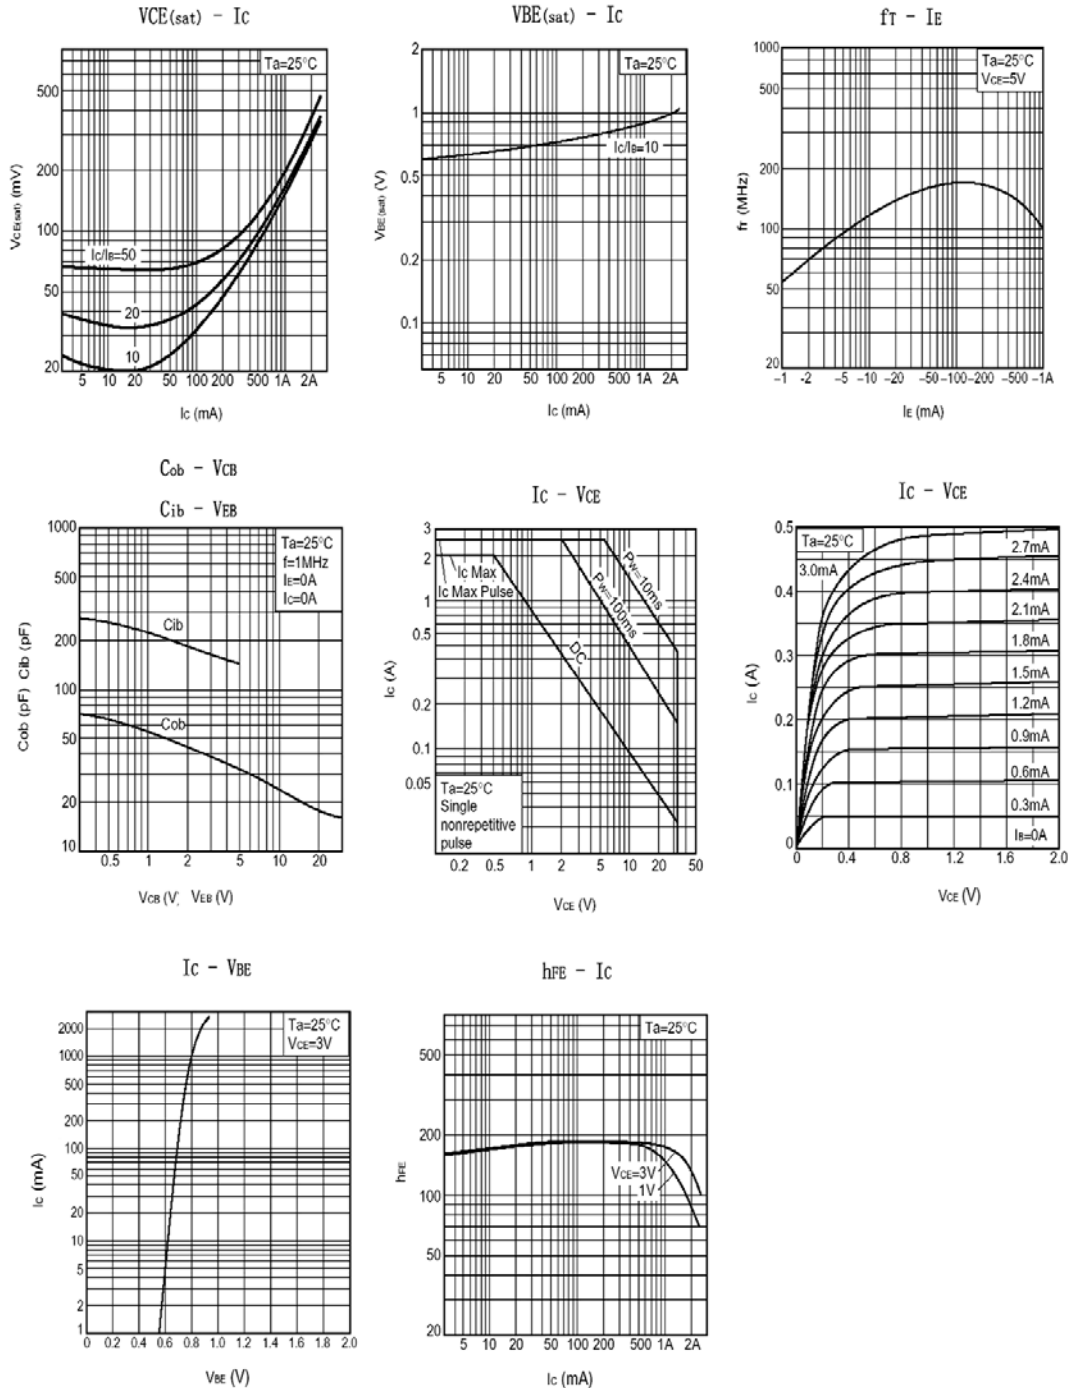 VCE(sat) - Ic
VBE(sat) - Ic
fT - IE
Ta=25°C
500
200
100
50
20
Ic/IB=50
20
10
5 10 20 50 100 200 500 1A 2A
VCE(sat) (mV)
Ic (mA)
Ta=25°C
2
1
0.5
0.2
0.1
Ic/IB=10
5 10 20 50 100 200 500 1A 2A
VBE(sat) (V)
Ic (mA)
Ta=25°C
VCE=5V
1000
500
200
100
50
20
-1 -2 -5 -10 -20 -50 -100 -200 -500 -1A
fT (MHz)
IE (mA)
Cob - VCB
Cib - VEB
Ic - VCE
Ic - VCE
1000
500
200
100
50
20
10
Ta=25°C
f=1MHz
IE=0A
Ic=0A
Cib
Cob
0.5 1 2 5 10 20
Cob (pF) Cib (pF)
VCB (V) VEB (V)
3
2
1
0.5
0.2
0.1
0.05
Ic Max
Ic Max Pulse
PW=10ms
PW=100ms
DC
Ta=25°C
Single
nonrepetitive
pulse
0.2 0.5 1 2 5 10 20 50
Ic (A)
VCE (V)
0.5
0.4
0.3
0.2
0.1
0
Ta=25°C
3.0mA
2.7mA
2.4mA
2.1mA
1.8mA
1.5mA
1.2mA
0.9mA
0.6mA
0.3mA
IB=0A
0 0.4 0.8 1.2 1.6 2.0
Ic (A)
VCE (V)
Ic - VBE
hFE - Ic
2000
1000
500
200
100
50
20
10
5
2
1
Ta=25°C
VCE=3V
0 0.2 0.4 0.6 0.8 1.0 1.2 1.4 1.6 1.8 2.0
Ic (mA)
VBE (V)
Ta=25°C
500
200
100
50
20
VCE=3V
1V
5 10 20 50 100 200 500 1A 2A
hFE
Ic (mA)